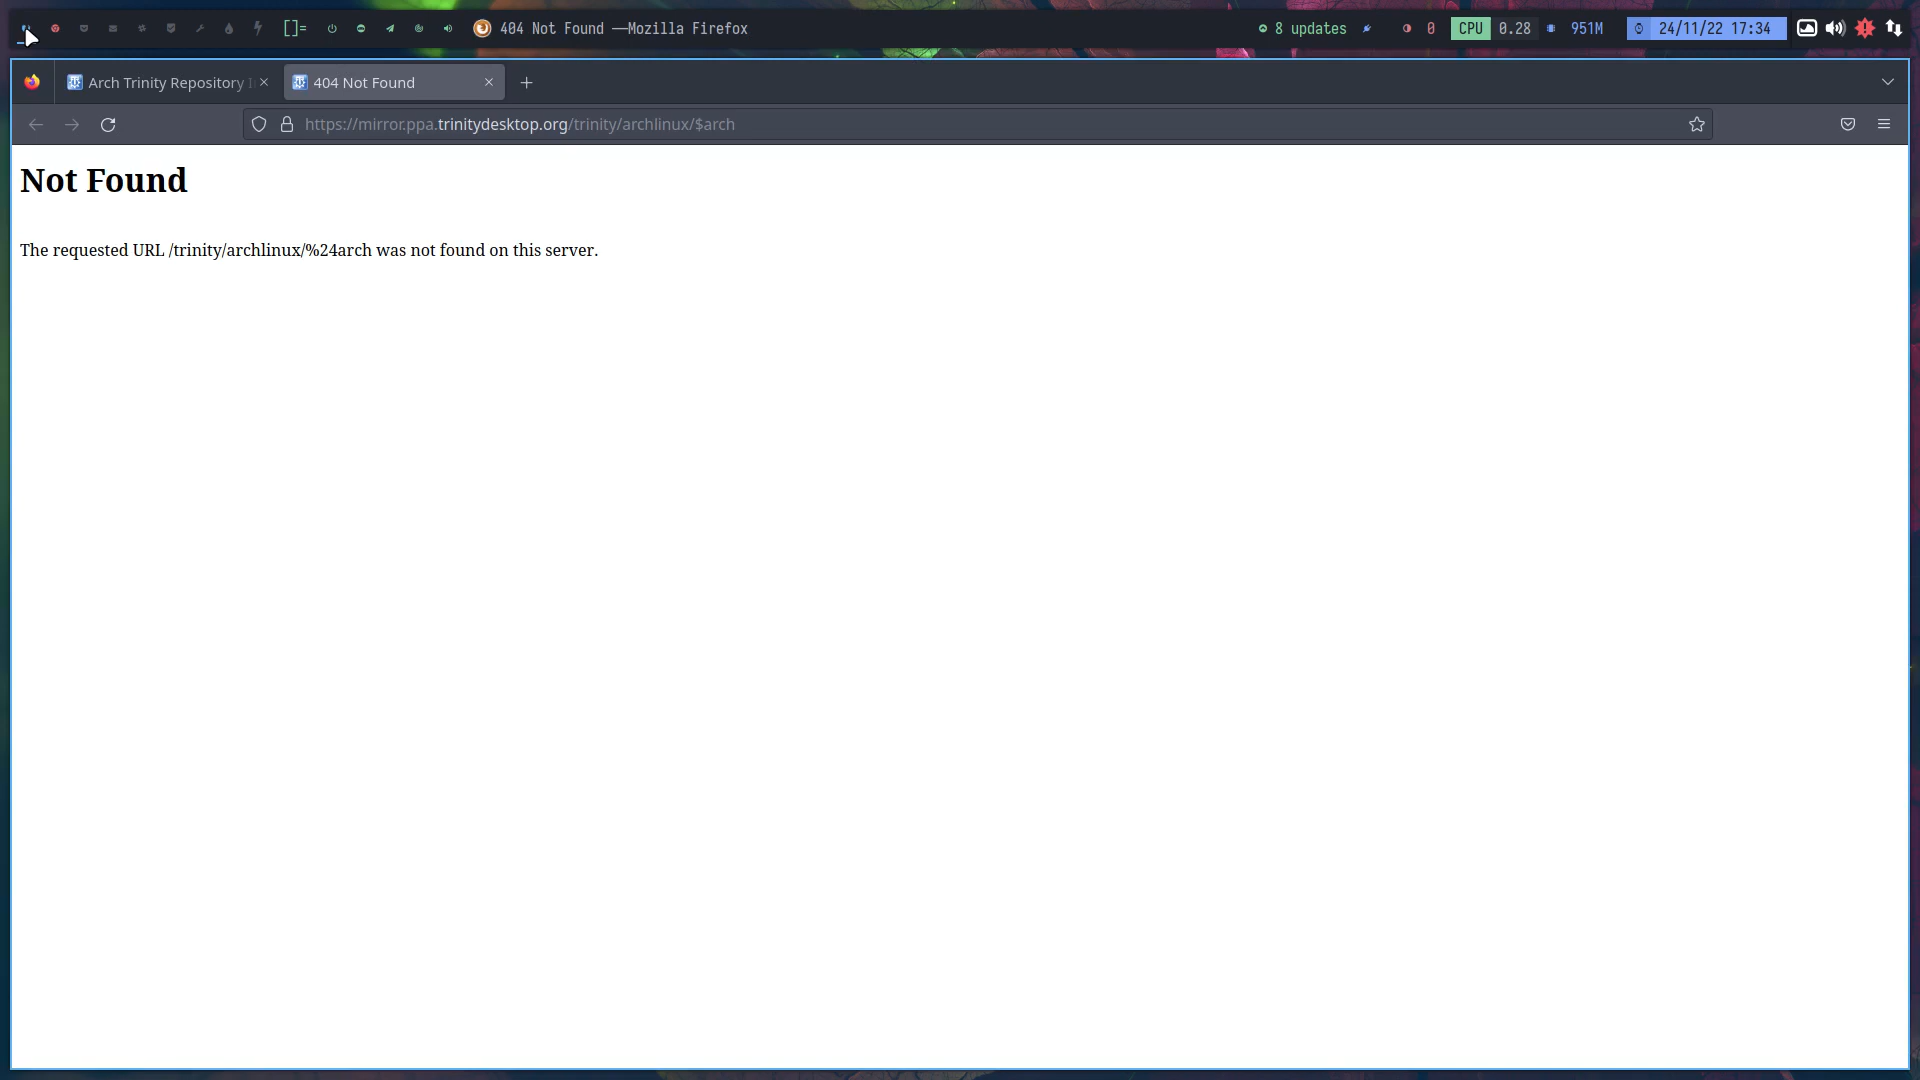 []= 404 Not Found ——Mozilla Firefox 8 updates 0 CPU 0.28 951M 24/11/22 17:34
Arch Trinity Repository 404 Not Found
https://mirror.ppa.trinitydesktop.org/trinity/archlinux/$arch
Not Found
The requested URL /trinity/archlinux/%24arch was not found on this server.